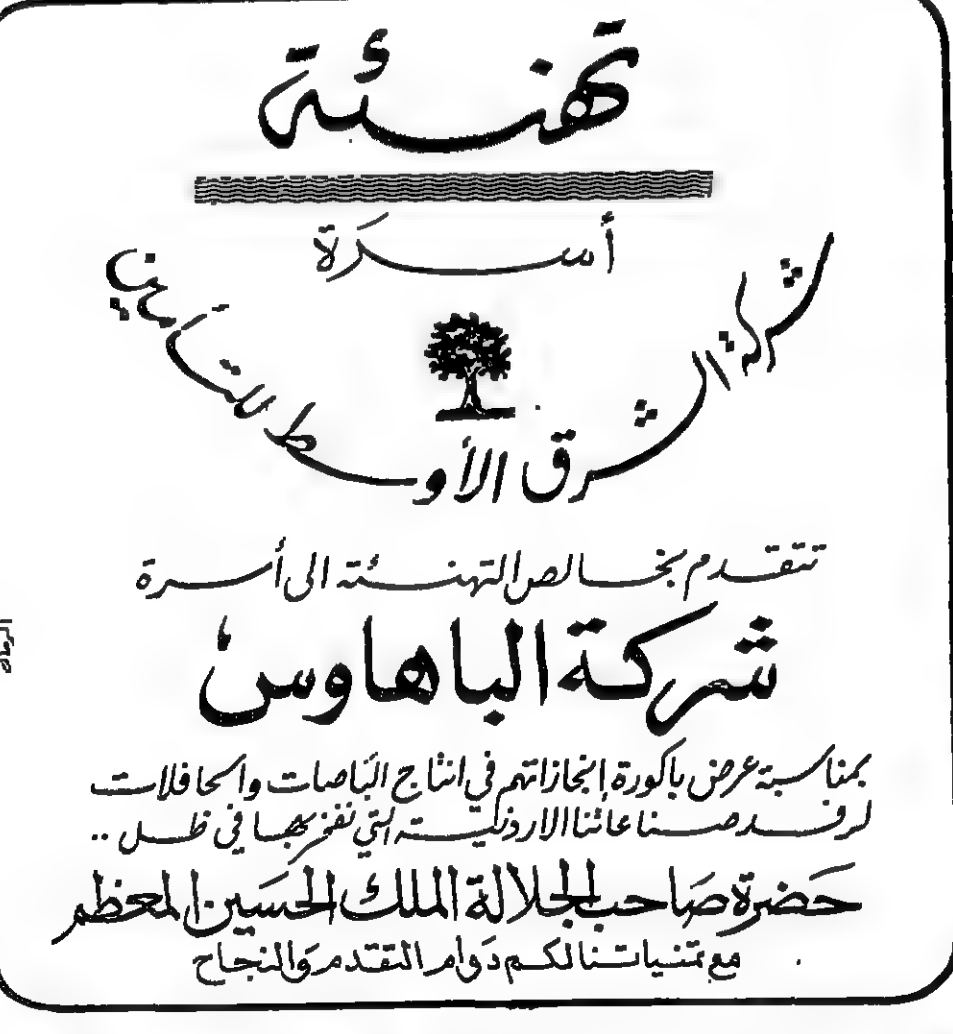 تهنئة
أسرة
شركة الشرق الأوسط للتأمين
تتقدم بخالص التهنئة الى أسرة
شركة الباهاوس
بمناسبة عرض باكورة إنجازاتهم في انتاج الباصات والحافلات
لرفد صناعاتنا الاردنية التي نفخر بها في ظل ..
حضرة صاحب الجلالة الملك الحسين المعظم
مع تمنياتنا لكم دوام التقدم والنجاح